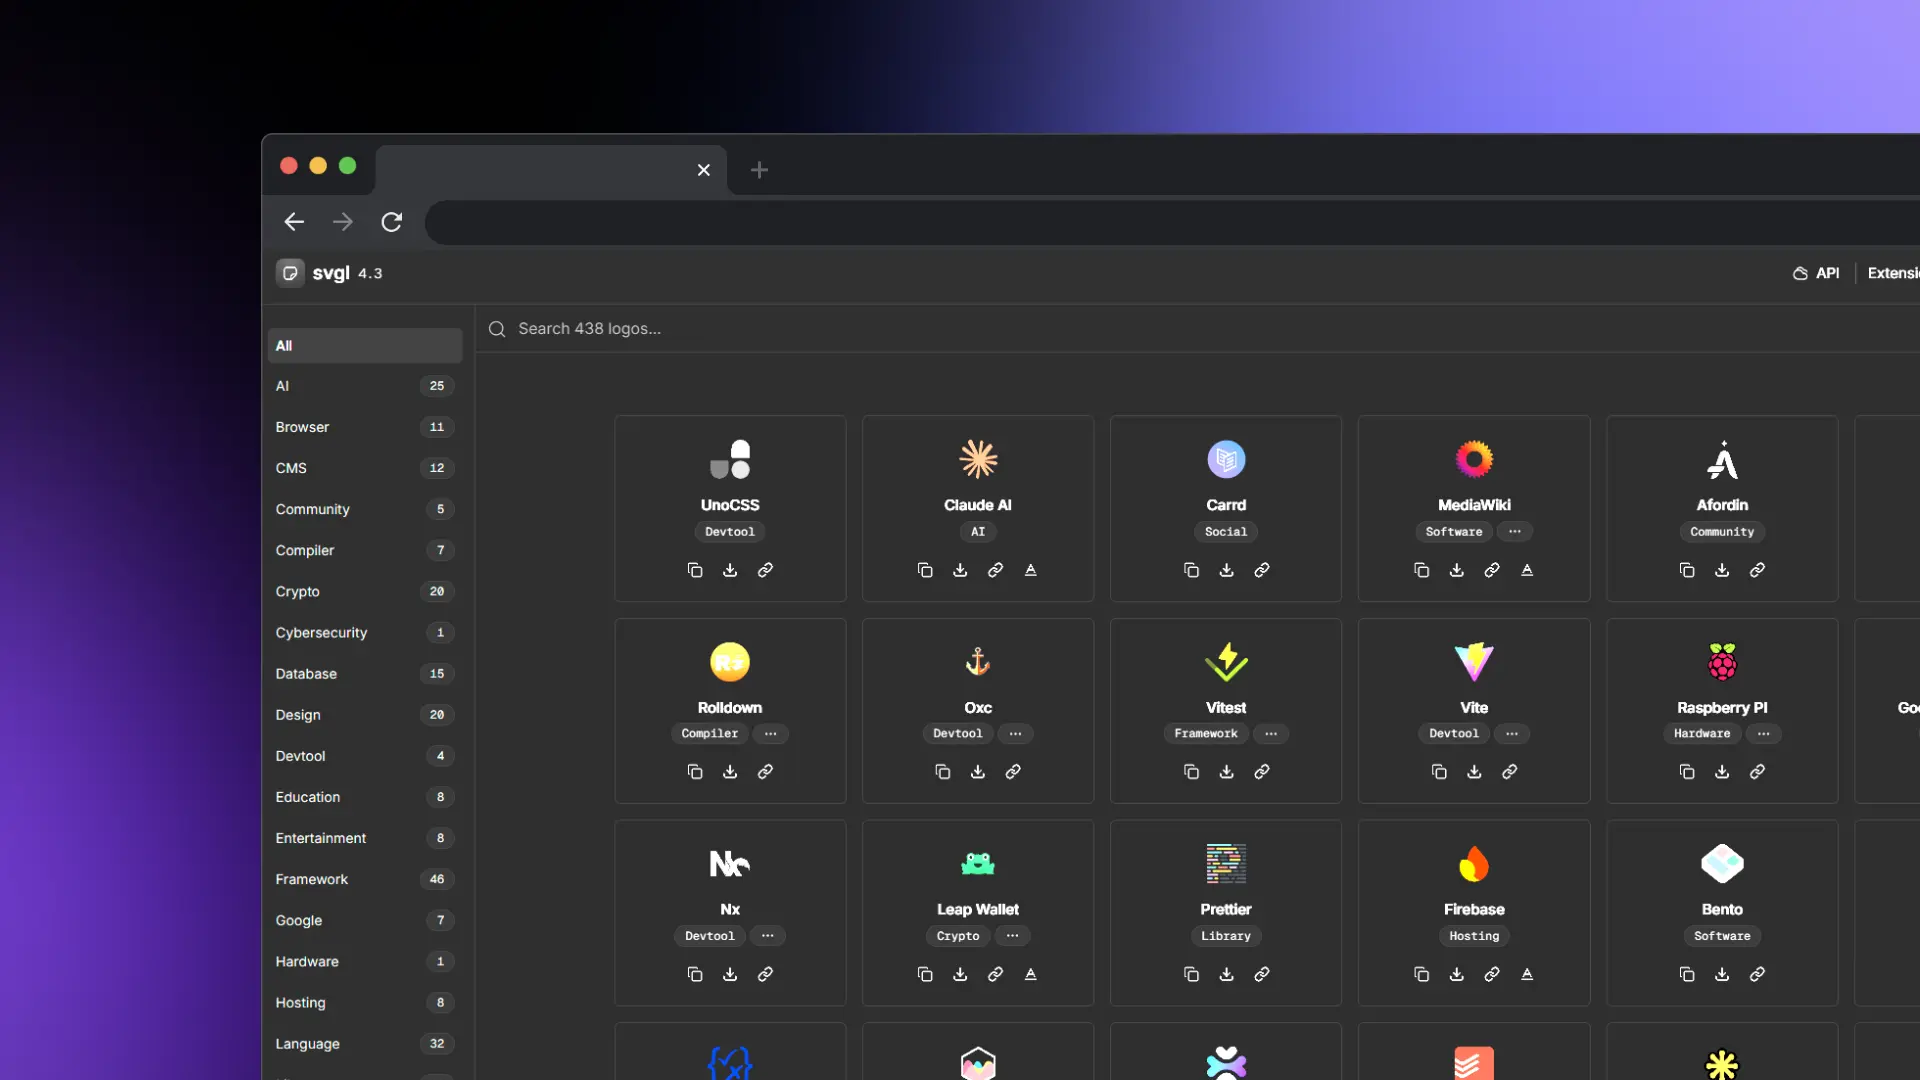 svgl 4.3
API
Extensi
All
AI 25
Browser 11
CMS 12
Community 5
Compiler 7
Crypto 20
Cybersecurity 1
Database 15
Design 20
Devtool 4
Education 8
Entertainment 8
Framework 46
Google 7
Hardware 1
Hosting 8
Language 32
Search 438 logos...
UnoCSS
Devtool
Claude AI
AI
Carrd
Social
MediaWiki
Software ...
Afordin
Community
Rolldown
Compiler ...
Oxc
Devtool ...
Vitest
Framework ...
Vite
Devtool ...
Raspberry PI
Hardware ...
Goo
Nx
Devtool ...
Leap Wallet
Crypto ...
Prettier
Library
Firebase
Hosting
Bento
Software